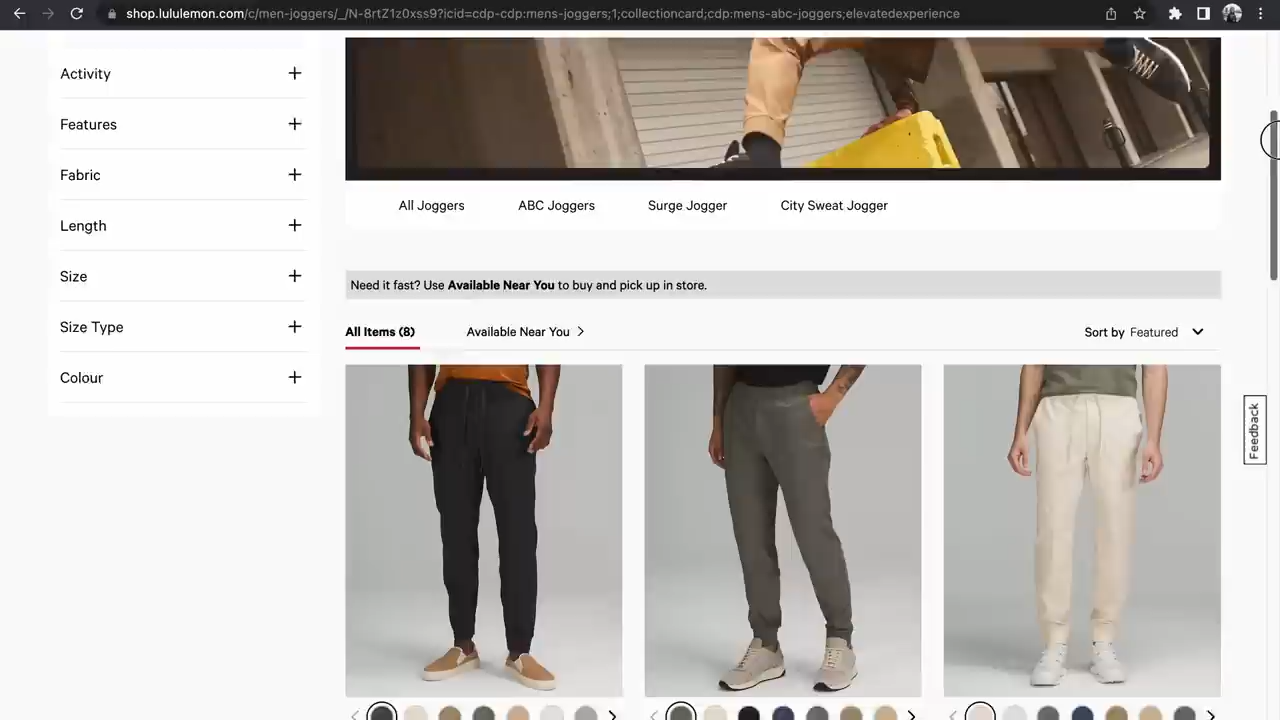 shop.lululemon.com/c/men-joggers/_/N-8rtZ1z0xss9?icid=cdp-cdp:mens-joggers;1;collectioncard;cdp:mens-abc-joggers;elevatedexperience
Activity
Features
Fabric
Length
Size
Size Type
Colour
All Joggers
ABC Joggers
Surge Jogger
City Sweat Jogger
Need it fast? Use Available Near You to buy and pick up in store.
All Items (8)
Available Near You
Sort by Featured
Feedback